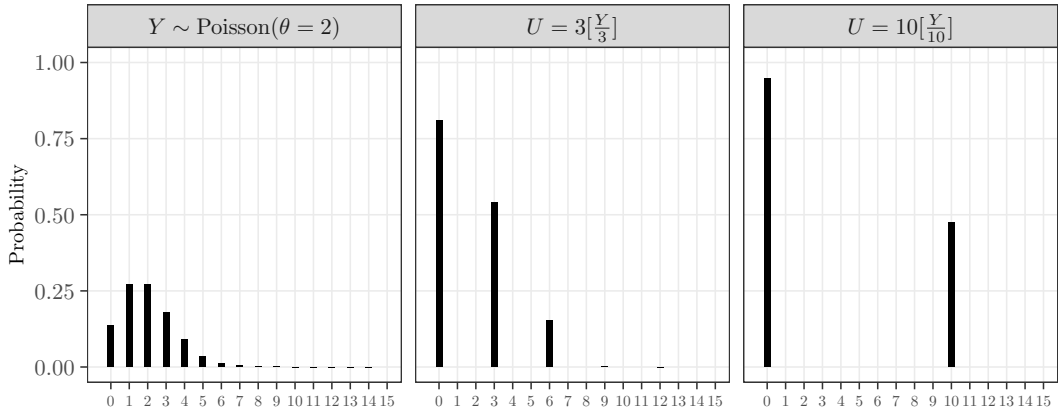 Y ∼ Poisson(θ = 2)
U = 3[Y/3]
U = 10[Y/10]
Probability
1.00
0.75
0.50
0.25
0.00
0 1 2 3 4 5 6 7 8 9 10 11 12 13 14 15
0 1 2 3 4 5 6 7 8 9 10 11 12 13 14 15
0 1 2 3 4 5 6 7 8 9 10 11 12 13 14 15